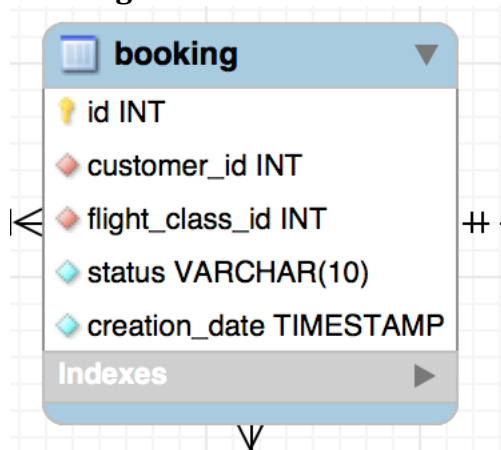 booking
id INT
customer_id INT
flight_class_id INT
status VARCHAR(10)
creation_date TIMESTAMP
Indexes